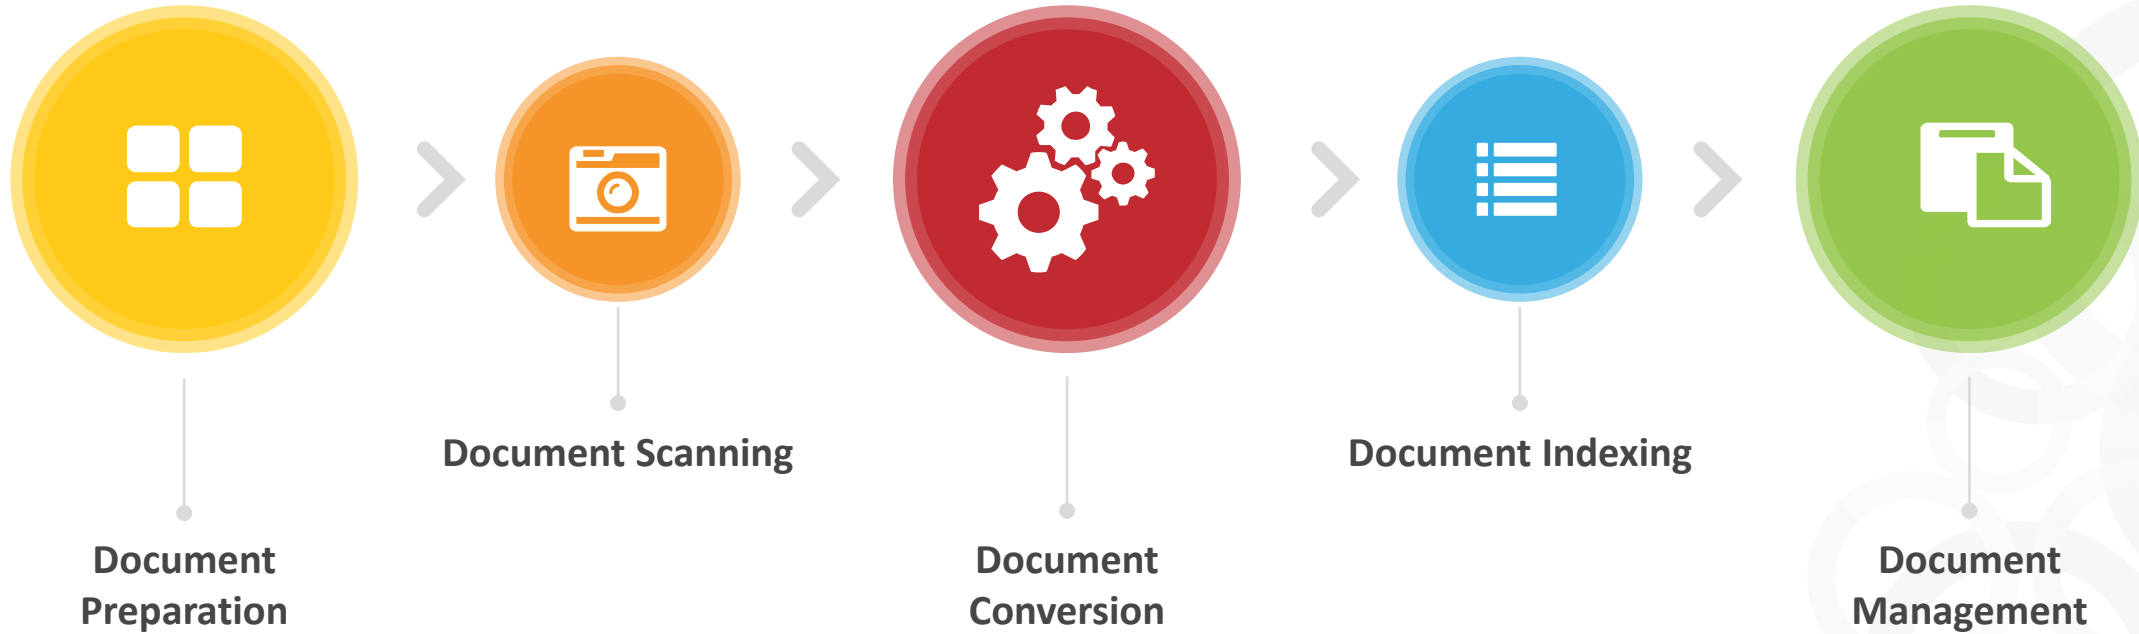 Document
Preparation
Document Scanning
Document
Conversion
Document Indexing
Document
Management